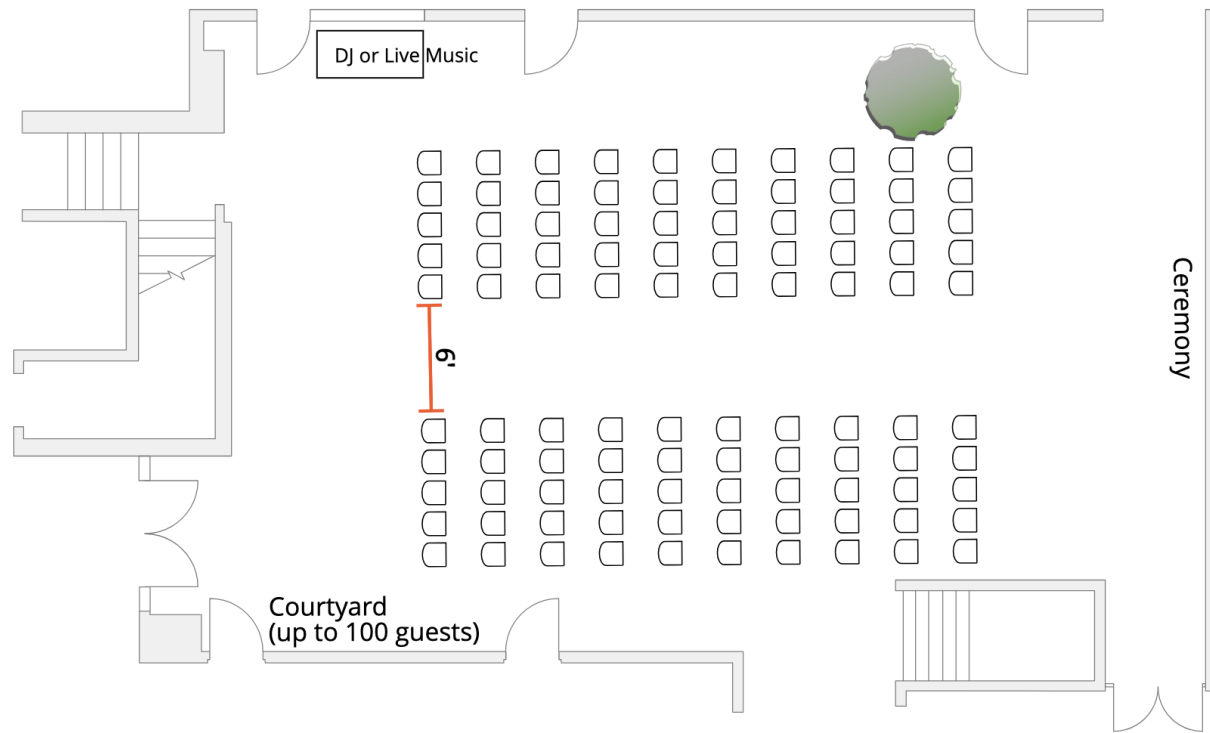 DJ or Live Music
Ceremony
6'
Courtyard
(up to 100 guests)